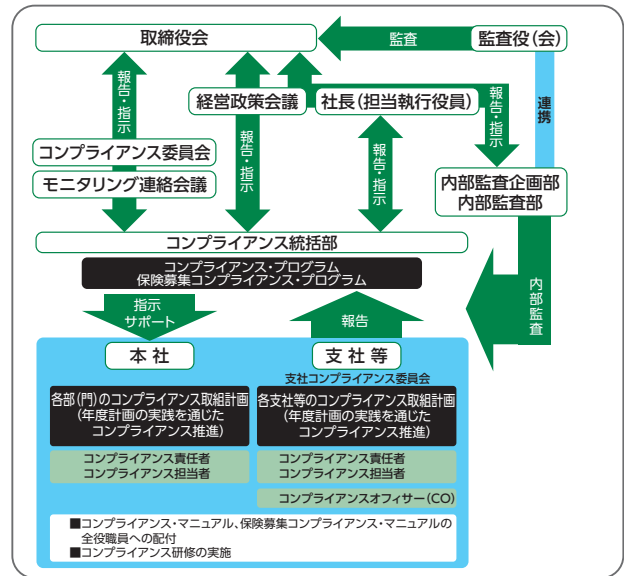 取締役会
監査
監査役(会)
報告・指示
連携
経営政策会議
社長(担当執行役員)
報告・指示
コンプライアンス委員会
モニタリング連絡会議
報告・指示
報告・指示
内部監査企画部
内部監査部
コンプライアンス統括部
コンプライアンス・プログラム
保険募集コンプライアンス・プログラム
内部監査
指示
サポート
報告
本社
支社等
支社コンプライアンス委員会
各部(門)のコンプライアンス取組計画
(年度計画の実践を通じた
コンプライアンス推進)
各支社等のコンプライアンス取組計画
(年度計画の実践を通じた
コンプライアンス推進)
コンプライアンス責任者
コンプライアンス担当者
コンプライアンス責任者
コンプライアンス担当者
コンプライアンスオフィサー(CO)
■コンプライアンス・マニュアル、保険募集コンプライアンス・マニュアルの
全役職員への配付
■コンプライアンス研修の実施